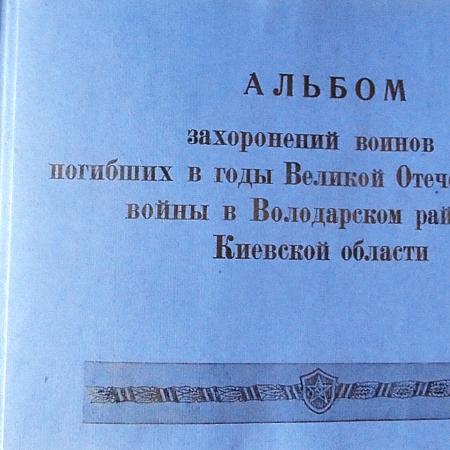 АЛЬБОМ
захоронений воинов
погибших в годы Великой Отече
войны в Володарском рай
Киевской области